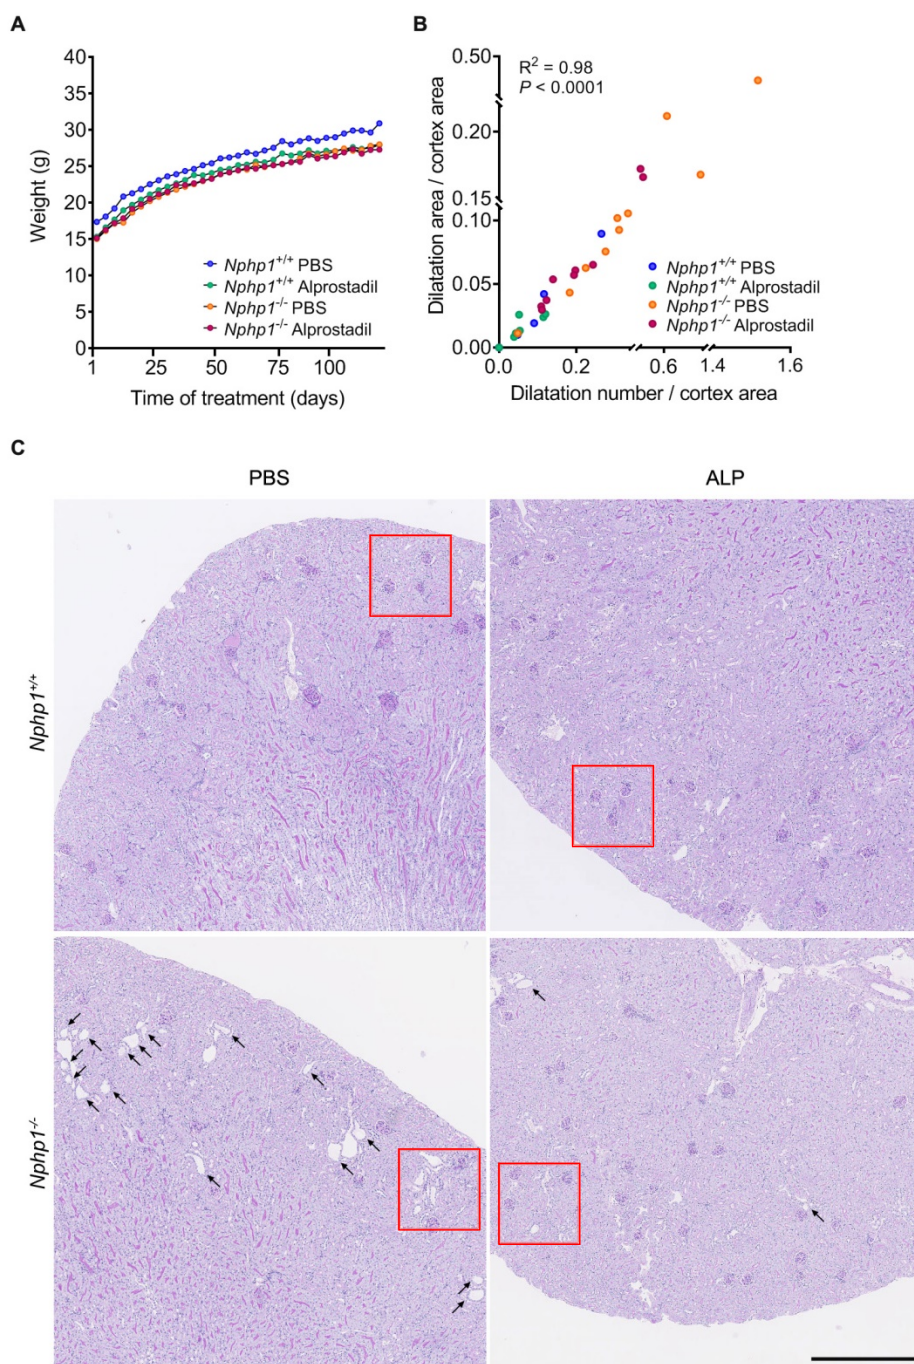 A
40
35
30
25
20
15
10
5
0
Weight (g)
Nphp1+/+ PBS
Nphp1+/+ Alprostadil
Nphp1-/- PBS
Nphp1-/- Alprostadil
1 25 50 75 100
Time of treatment (days)
B
R2 = 0.98
P < 0.0001
0.50
0.20
0.15
0.10
0.05
0.00
Dilatation area / cortex area
Nphp1+/+ PBS
Nphp1+/+ Alprostadil
Nphp1-/- PBS
Nphp1-/- Alprostadil
0.0 0.2 0.6 1.4 1.6
Dilatation number / cortex area
C
PBS ALP
Nphp1+/+
Nphp1-/-